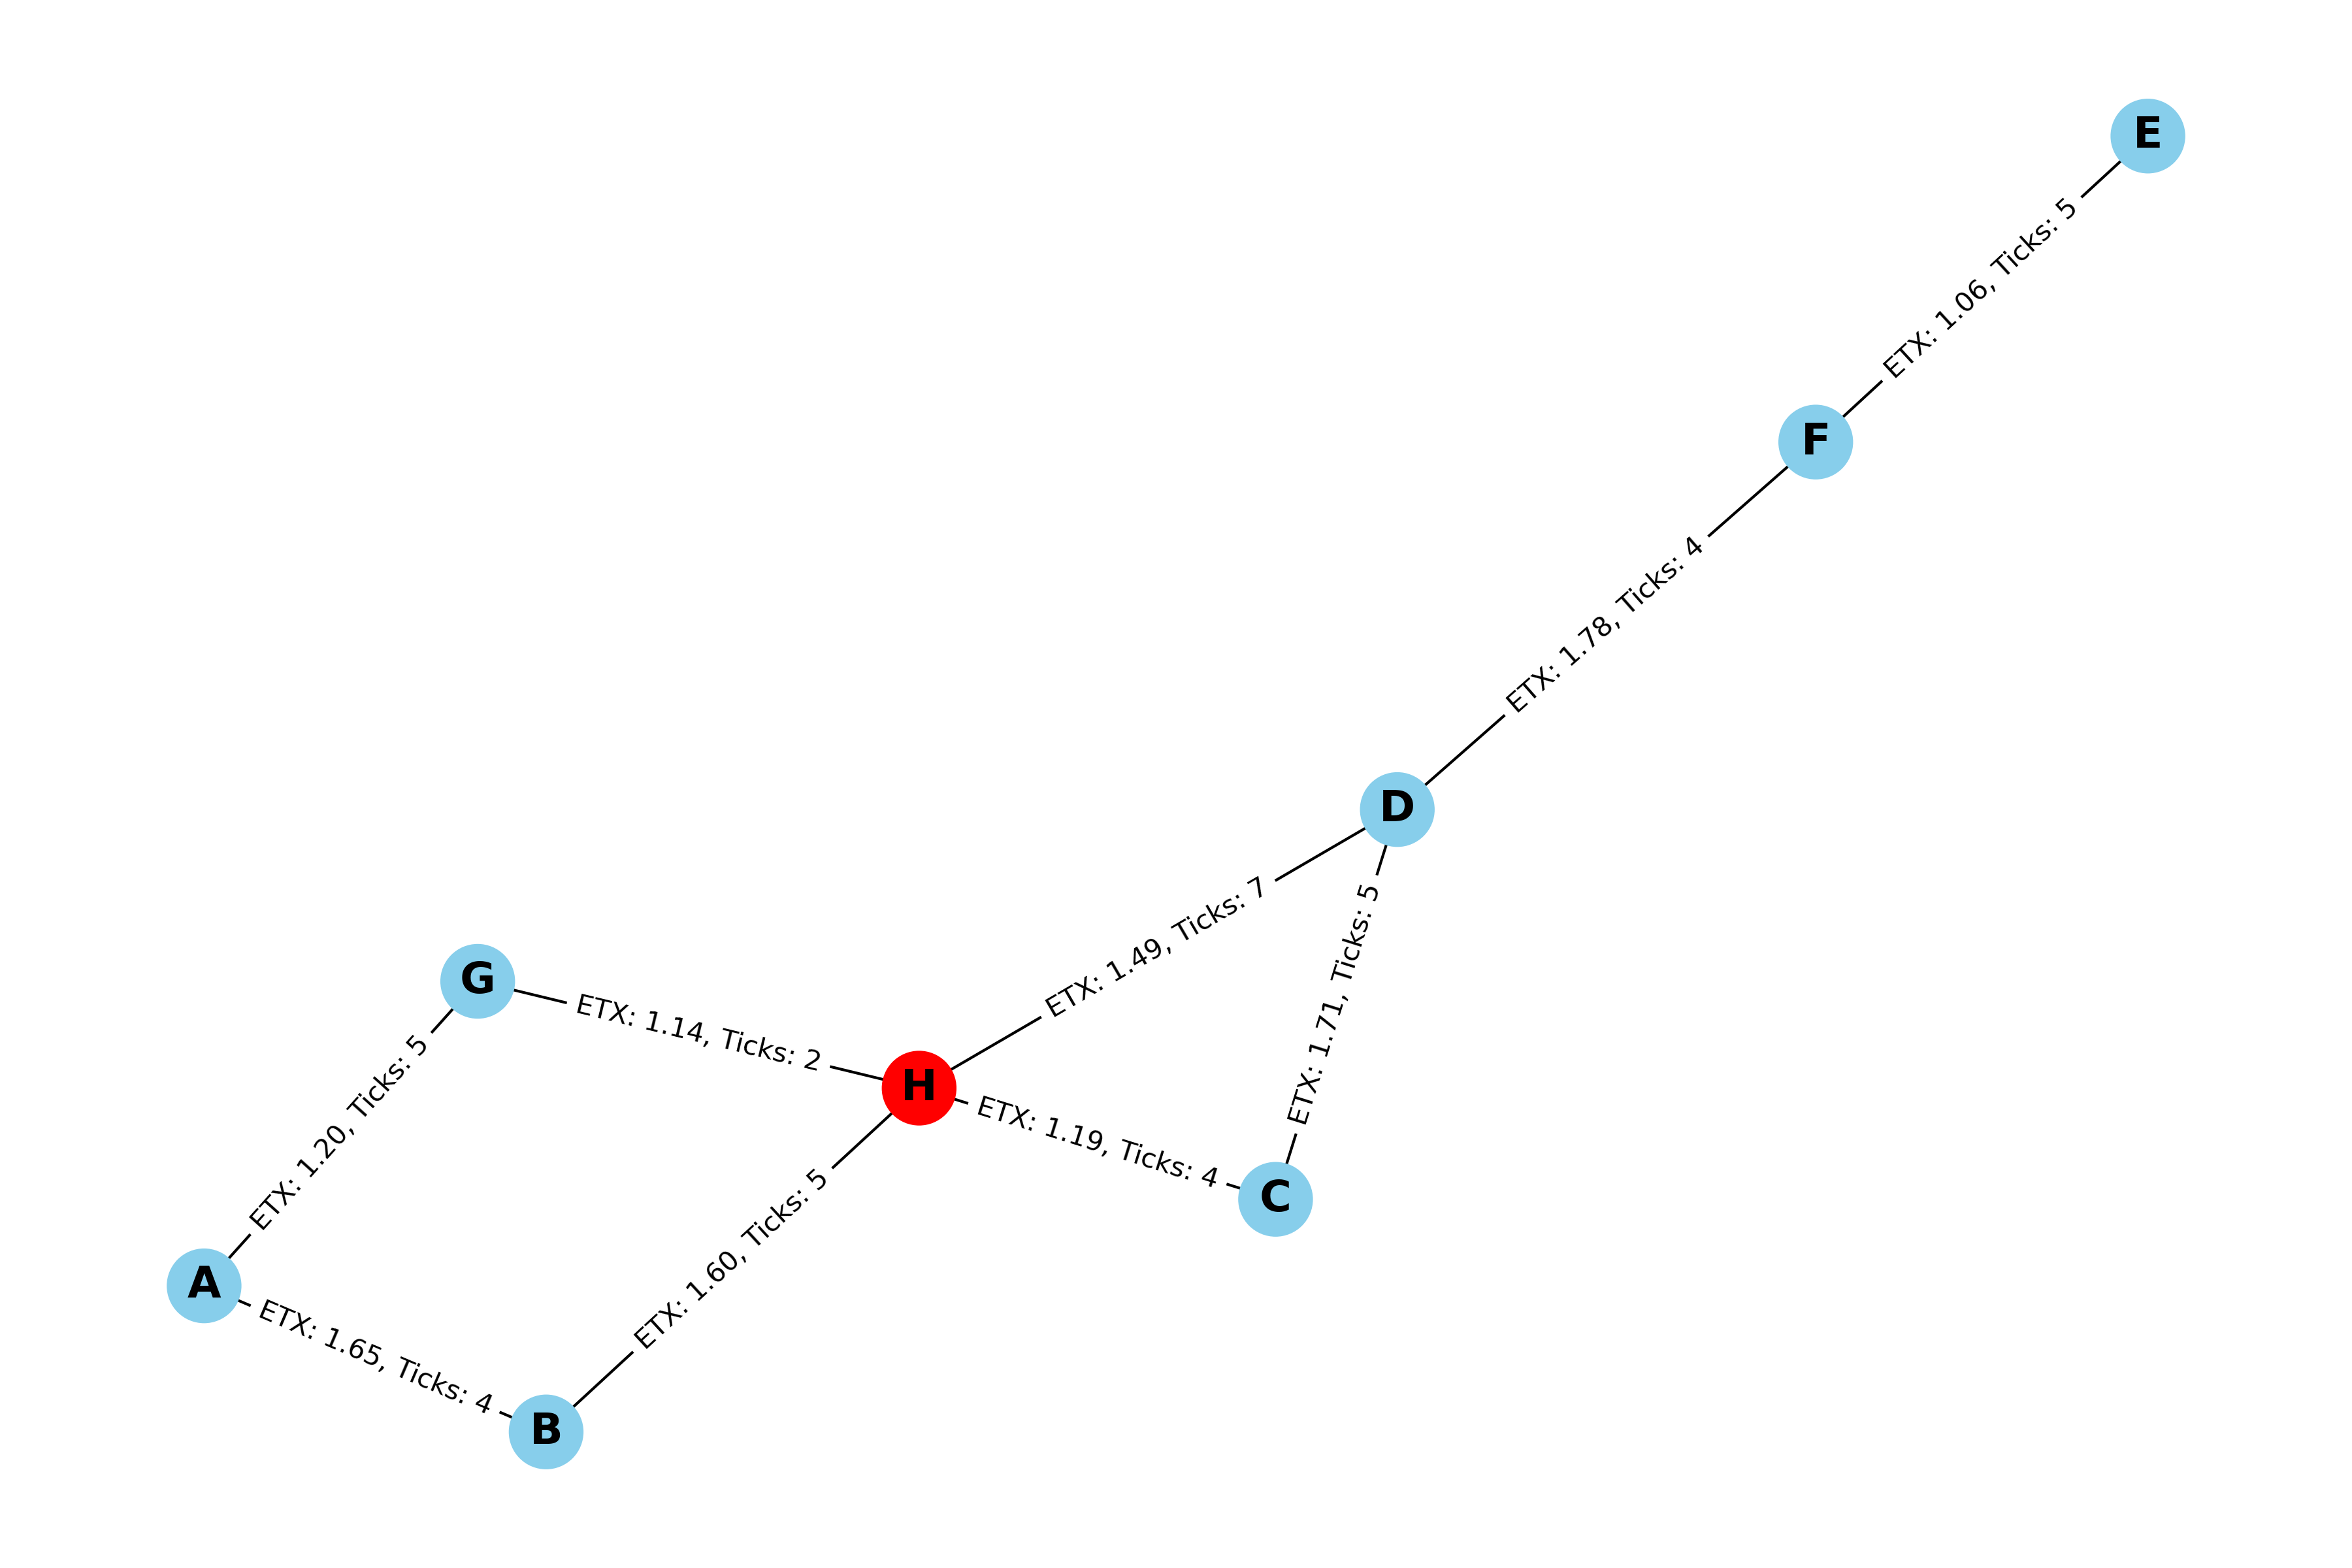 E
ETX: 1.06, Ticks: 5
F
ETX: 1.78, Ticks: 4
D
ETX: 1.49, Ticks: 7
ETX: 1.71, Ticks: 5
G
ETX: 1.14, Ticks: 2
H
ETX: 1.19, Ticks: 4
C
ETX: 1.20, Ticks: 5
ETX: 1.60, Ticks: 5
A
ETX: 1.65, Ticks: 4
B